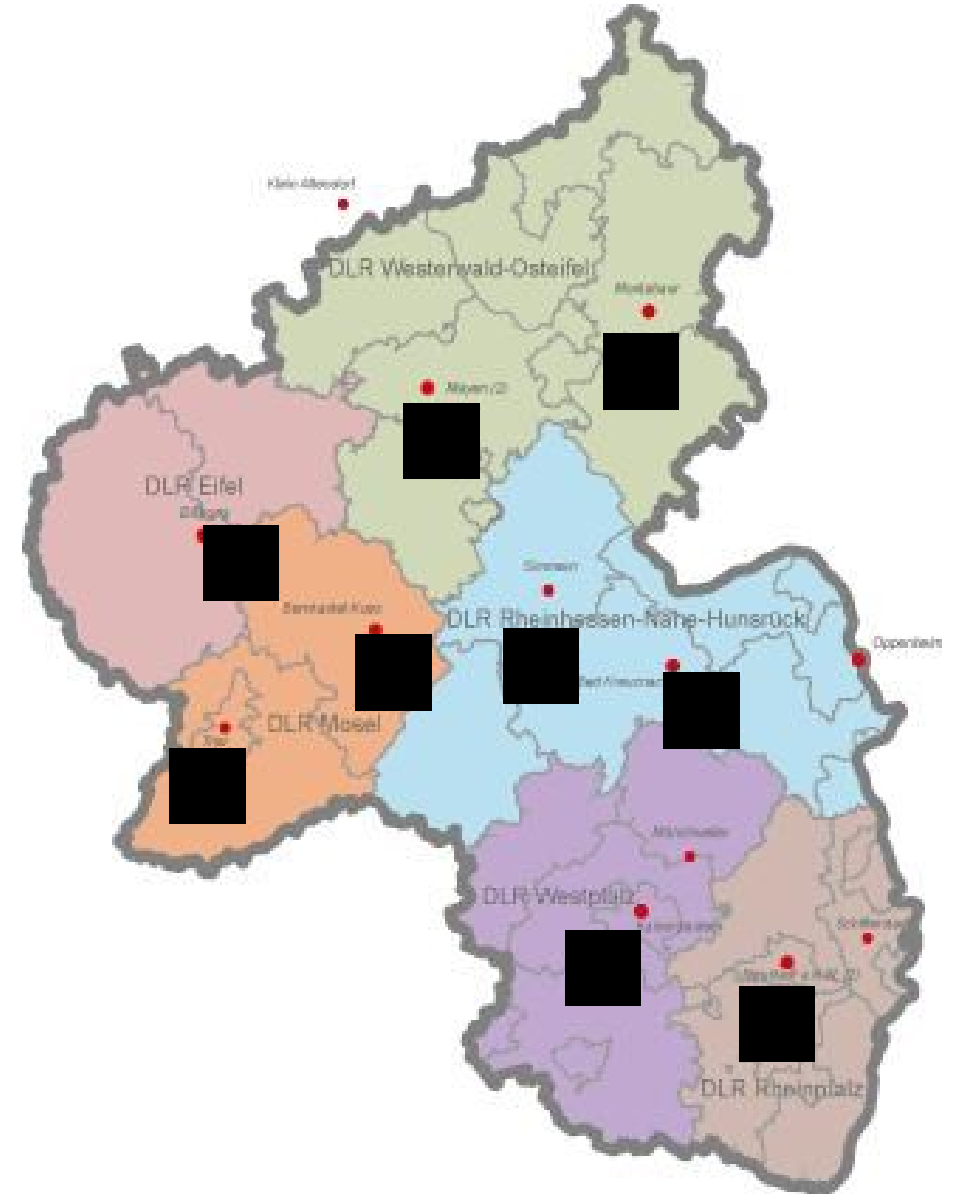 Klein-Altendorf
DLR Westerwald-Osteifel
Montabaur
Mayen (2)
DLR Eifel
Bitburg
Simmern
Bernkastel-Kues
DLR Rheinhessen-Nahe-Hunsrück
Oppenheim
Bad Kreuznach
DLR Mosel
Trier
Münchweiler
DLR Westpfalz
Kaiserslautern
Schifferstadt
DLR Rheinpfalz